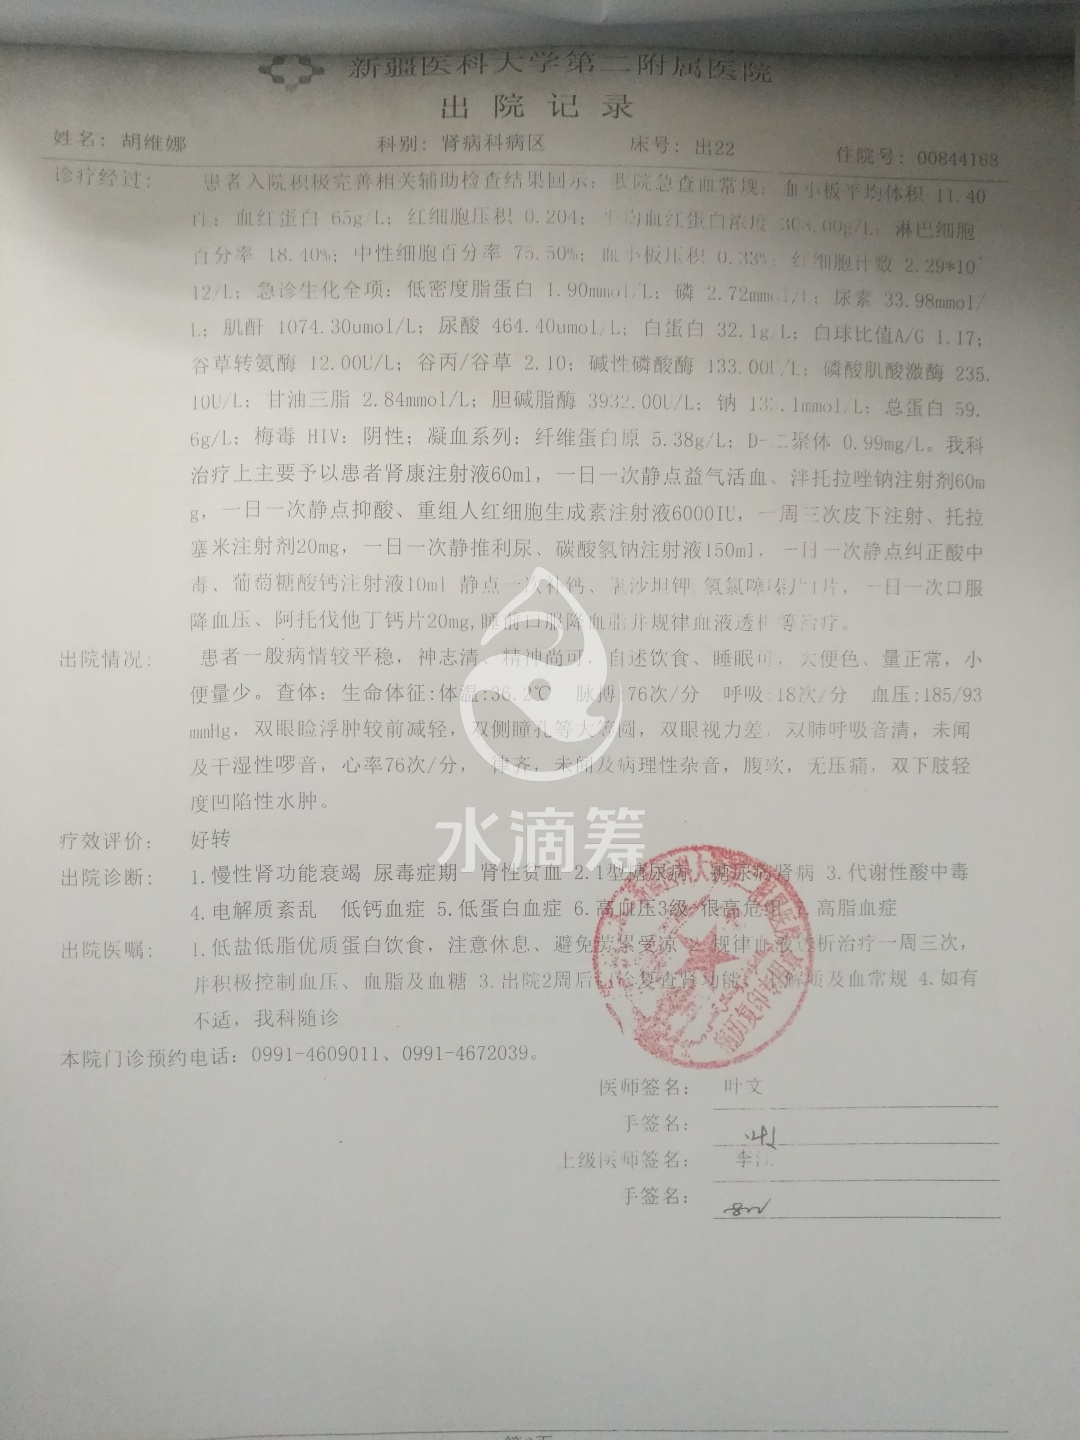 新疆医科大学第二附属医院
出院记录
姓名：胡维娜 科别：肾病科病区 床号：出22 住院号：00844168
诊疗经过： 患者入院积极完善相关辅助检查结果回示：我院急查血常规：血小板平均体积 11.40
fL；血红蛋白 65g/L；红细胞压积 0.204；平均血红蛋白浓度 308.00g/L；淋巴细胞
百分率 18.40%；中性细胞百分率 75.50%；血小板压积 0.33%；红细胞计数 2.29*10^
12/L；急诊生化全项：低密度脂蛋白 1.90mmol/L；磷 2.72mmol/L；尿素 33.98mmol/
L；肌酐 1074.30umol/L；尿酸 464.40umol/L；白蛋白 32.1g/L；白球比值A/G 1.17；
谷草转氨酶 12.00U/L；谷丙/谷草 2.10；碱性磷酸酶 133.00U/L；磷酸肌酸激酶 235.
10U/L；甘油三脂 2.84mmol/L；胆碱脂酶 3932.00U/L；钠 13 .1mmol/L；总蛋白 59.
6g/L；梅毒 HIV：阴性；凝血系列：纤维蛋白原 5.38g/L；D-二聚体 0.99mg/L。我科
治疗上主要予以患者肾康注射液60ml，一日一次静点益气活血、泮托拉唑钠注射剂60m
g，一日一次静点抑酸、重组人红细胞生成素注射液6000IU，一周三次皮下注射、托拉
塞米注射剂20mg，一日一次静推利尿、碳酸氢钠注射液150ml，一日一次静点纠正酸中
毒、葡萄糖酸钙注射液10ml 静点一次补钙、氯沙坦钾 氢氯噻嗪片1片，一日一次口服
降血压、阿托伐他丁钙片20mg,睡前口服降血脂并规律血液透析等治疗。
出院情况： 患者一般病情较平稳，神志清、精神尚可，自述饮食、睡眠可，大便色、量正常，小
便量少。查体：生命体征:体温:36.2℃ 脉搏:76次/分 呼吸:18次/分 血压:185/93
mmHg，双眼睑浮肿较前减轻，双侧瞳孔等大等圆，双眼视力差，双肺呼吸音清，未闻
及干湿性啰音，心率76次/分， 律齐，未闻及病理性杂音，腹软，无压痛，双下肢轻
度凹陷性水肿。
水滴筹
疗效评价： 好转
出院诊断： 1.慢性肾功能衰竭 尿毒症期 肾性贫血 2.1型糖尿病 糖尿病肾病 3.代谢性酸中毒
4.电解质紊乱 低钙血症 5.低蛋白血症 6.高血压3级 很高危组 高脂血症
出院医嘱： 1.低盐低脂优质蛋白饮食，注意休息、避免劳累受凉 2.规律血液透析治疗一周三次，
并积极控制血压、血脂及血糖 3.出院2周后门诊复查肾功能、电解质及血常规 4.如有
不适，我科随诊
病历复印专用章
本院门诊预约电话：0991-4609011、0991-4672039。
医师签名： 叶文
手签名：
上级医师签名： 李江
手签名：